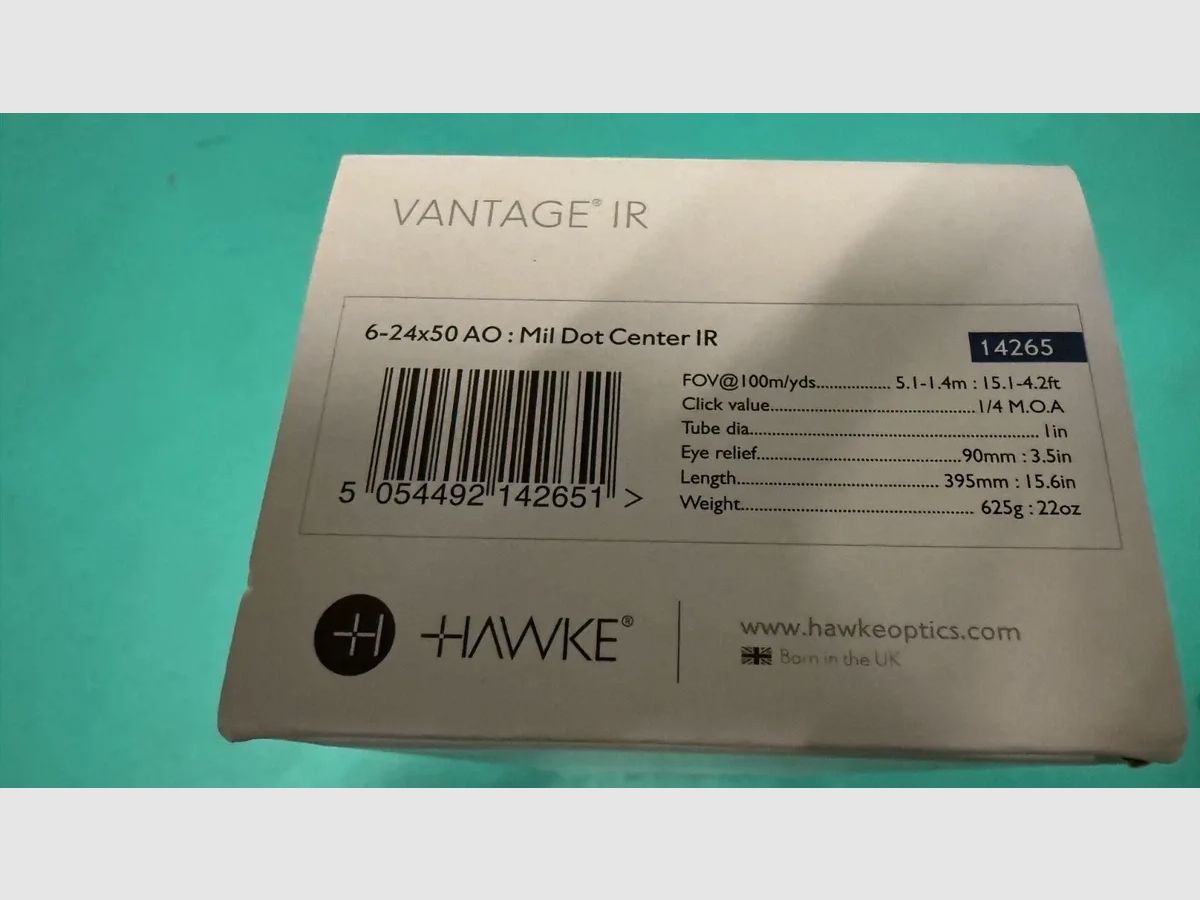 VANTAGE® IR
6-24x50 AO : Mil Dot Center IR
14265
FOV@100m/yds................ 5.1-1.4m : 15.1-4.2ft
Click value.............................................1/4 M.O.A
Tube dia............................................................... 1in
Eye relief.............................................90mm : 3.5in
Length............................................ 395mm : 15.6in
Weight.................................................... 625g : 22oz
5 054492 142651 >
HAWKE®
www.hawkeoptics.com
Born in the UK